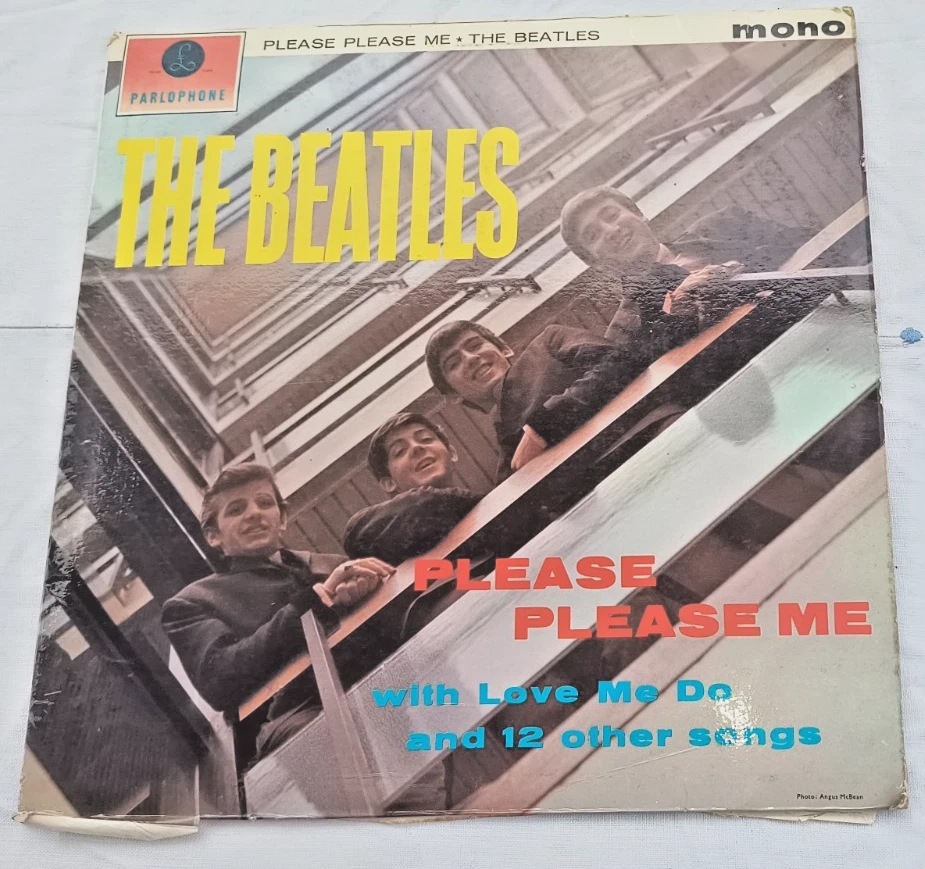 PLEASE PLEASE ME ★ THE BEATLES
mono
£
PARLOPHONE
THE BEATLES
PLEASE
PLEASE ME
with Love Me Do
and 12 other songs
Photo: Angus McBean